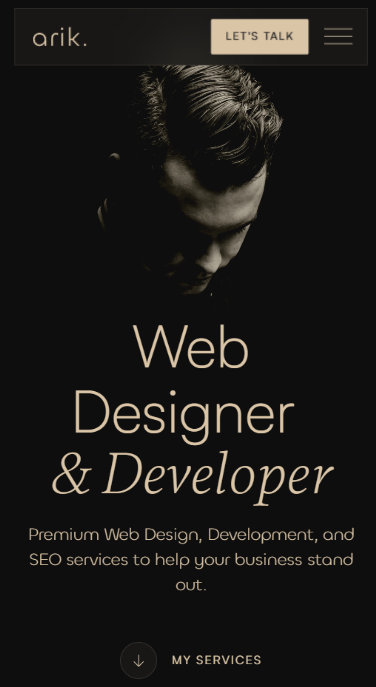 arik.
LET'S TALK
Web
Designer
& Developer
Premium Web Design, Development, and
SEO services to help your business stand
out.
MY SERVICES